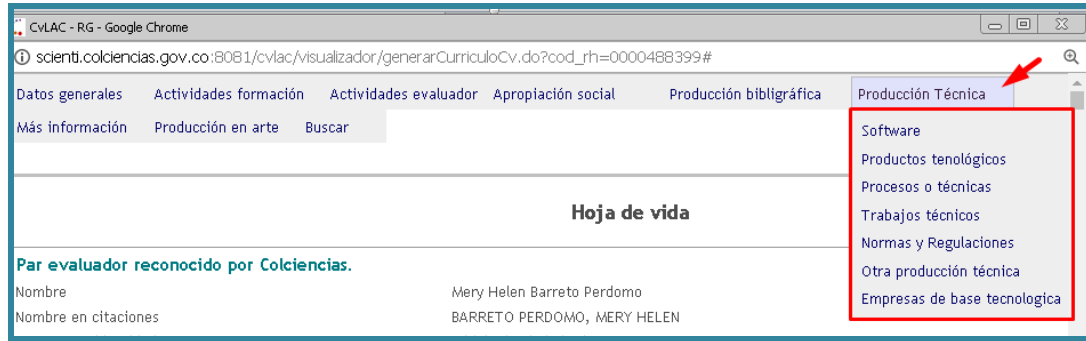 CvLAC - RG - Google Chrome
scienti.colciencias.gov.co:8081/cvlac/visualizador/generarCurriculoCv.do?cod_rh=0000488399#
Datos generales Actividades formación Actividades evaluador Apropiación social Producción bibligráfica Producción Técnica
Más información Producción en arte Buscar
Software
Productos tenológicos
Procesos o técnicas
Trabajos técnicos
Normas y Regulaciones
Otra producción técnica
Empresas de base tecnologica
Hoja de vida
Par evaluador reconocido por Colciencias.
Nombre Mery Helen Barreto Perdomo
Nombre en citaciones BARRETO PERDOMO, MERY HELEN